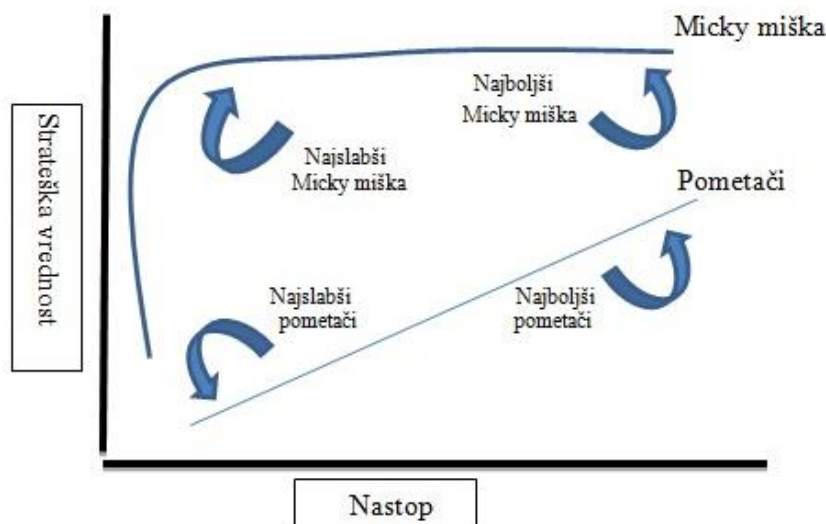 Micky miška
Najboljši
Micky miška
Najslabši
Micky miška
Strateška vrednost
Pometači
Najslabši
pometači
Najboljši
pometači
Nastop